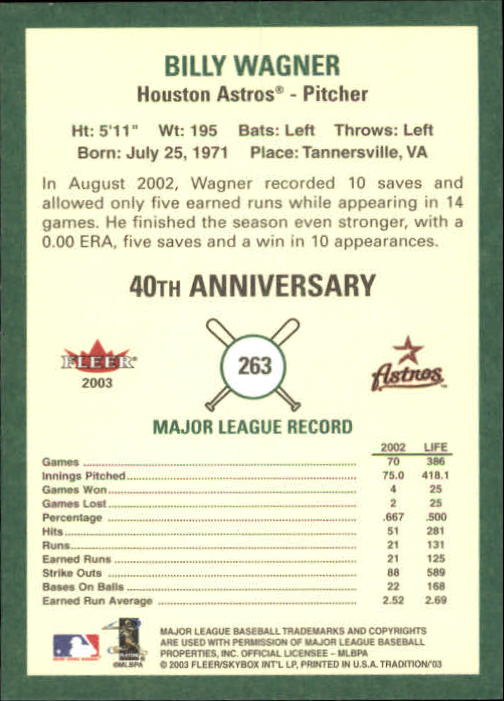 BILLY WAGNER
Houston Astros® - Pitcher
Ht: 5'11" Wt: 195 Bats: Left Throws: Left
Born: July 25, 1971 Place: Tannersville, VA
In August 2002, Wagner recorded 10 saves and
allowed only five earned runs while appearing in 14
games. He finished the season even stronger, with a
0.00 ERA, five saves and a win in 10 appearances.
40TH ANNIVERSARY
FLEER®
2003
263
Astros™
MAJOR LEAGUE RECORD
2002 LIFE
Games 70 386
Innings Pitched 75.0 418.1
Games Won 4 25
Games Lost 2 25
Percentage .667 .500
Hits 51 281
Runs 21 131
Earned Runs 21 125
Strike Outs 88 589
Bases On Balls 22 168
Earned Run Average 2.52 2.69
©MLBPA
MAJOR LEAGUE BASEBALL TRADEMARKS AND COPYRIGHTS
ARE USED WITH PERMISSION OF MAJOR LEAGUE BASEBALL
PROPERTIES, INC. OFFICIAL LICENSEE - MLBPA
© 2003 FLEER/SKYBOX INT'L LP, PRINTED IN U.S.A. TRADITION/'03